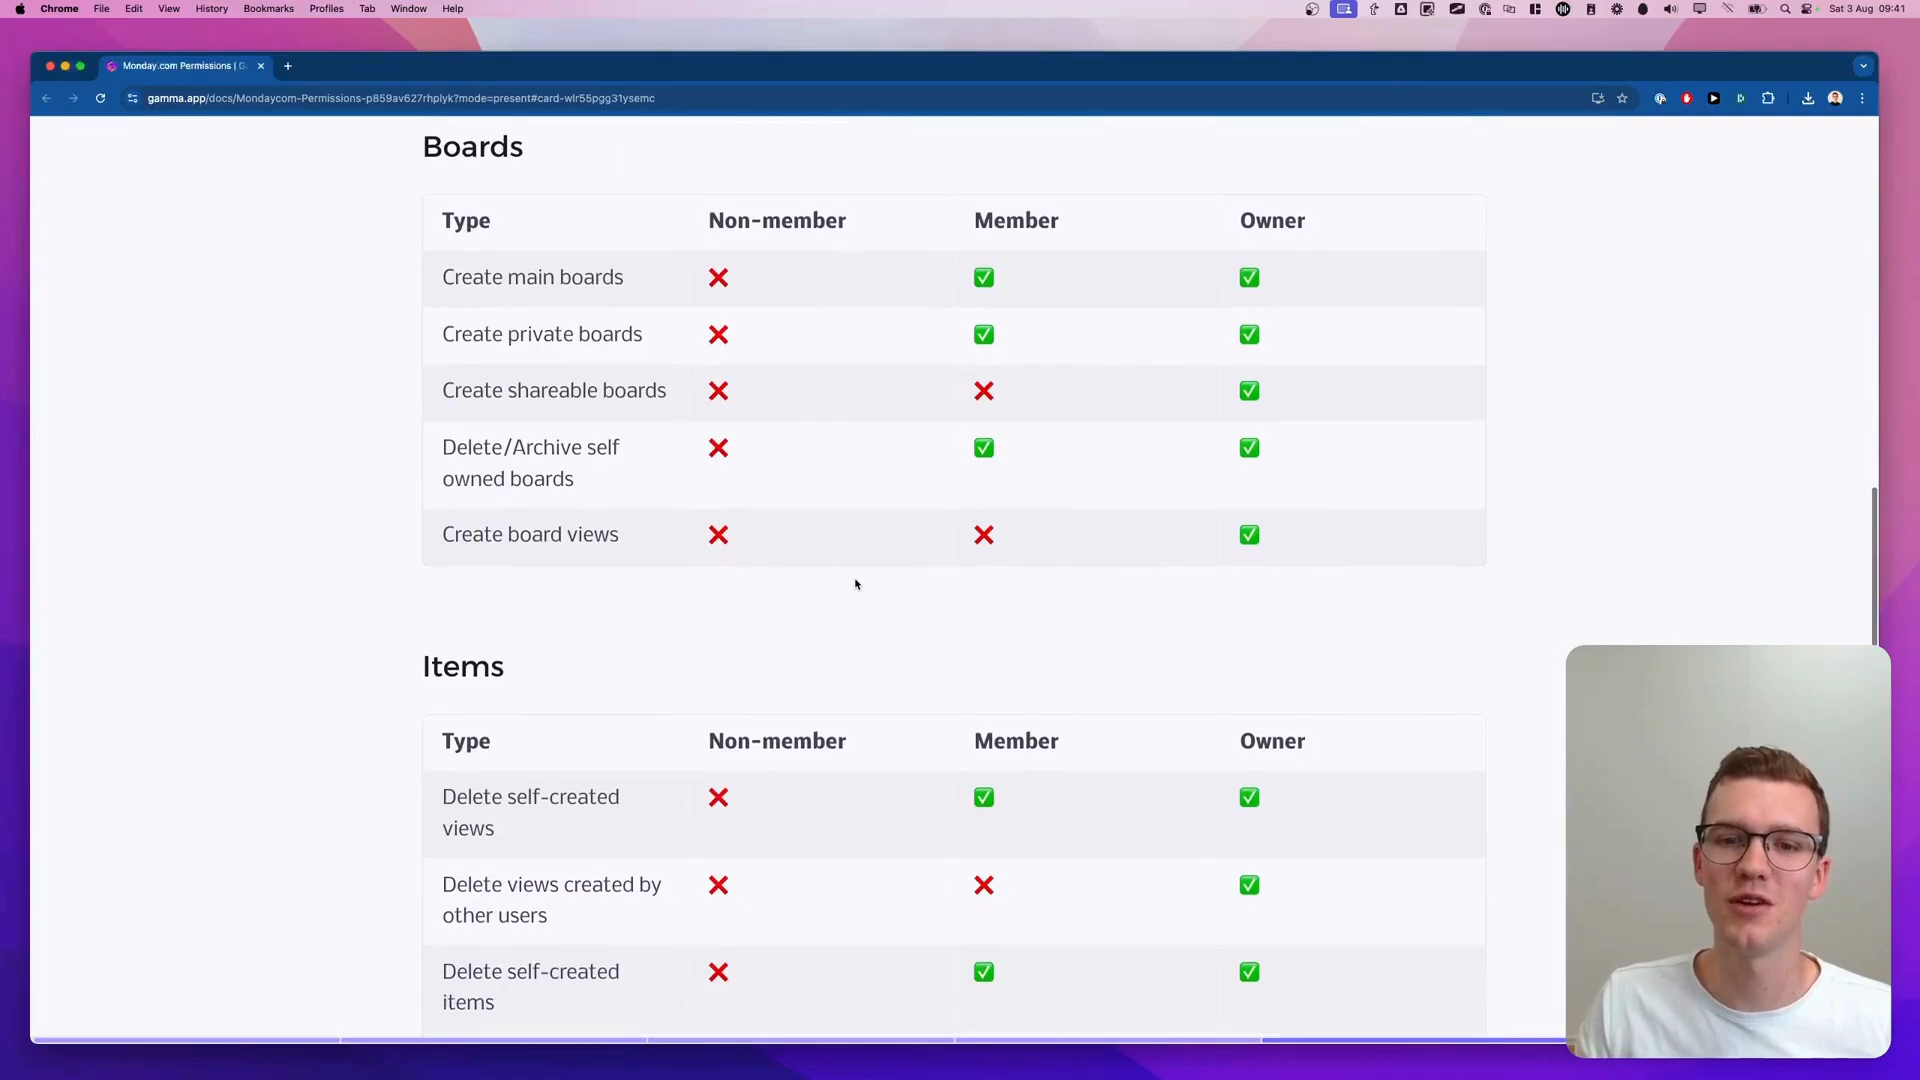 Chrome File Edit View History Bookmarks Profiles Tab Window Help Sat 3 Aug 09:41
Monday.com Permissions | G
gamma.app/docs/Mondaycom-Permissions-p859av627rhplyk?mode=present#card-wlr55pgg31ysemc
Boards
Type Non-member Member Owner
Create main boards ❌ ✅ ✅
Create private boards ❌ ✅ ✅
Create shareable boards ❌ ❌ ✅
Delete/Archive self
owned boards ❌ ✅ ✅
Create board views ❌ ❌ ✅
Items
Type Non-member Member Owner
Delete self-created
views ❌ ✅ ✅
Delete views created by
other users ❌ ❌ ✅
Delete self-created
items ❌ ✅ ✅